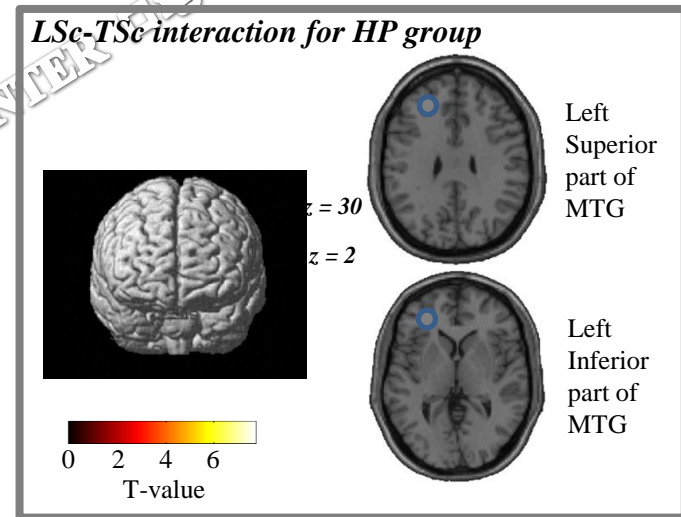 LSc-TSc interaction for HP group
Left
Superior
part of
MTG
z = 30
z = 2
Left
Inferior
part of
MTG
0 2 4 6
T-value